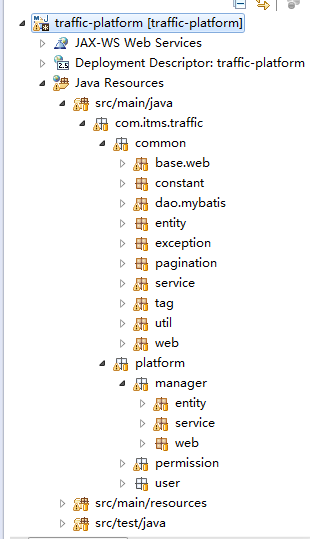 traffic-platform [traffic-platform]
JAX-WS Web Services
Deployment Descriptor: traffic-platform
Java Resources
src/main/java
com.itms.traffic
common
base.web
constant
dao.mybatis
entity
exception
pagination
service
tag
util
web
platform
manager
entity
service
web
permission
user
src/main/resources
src/test/java